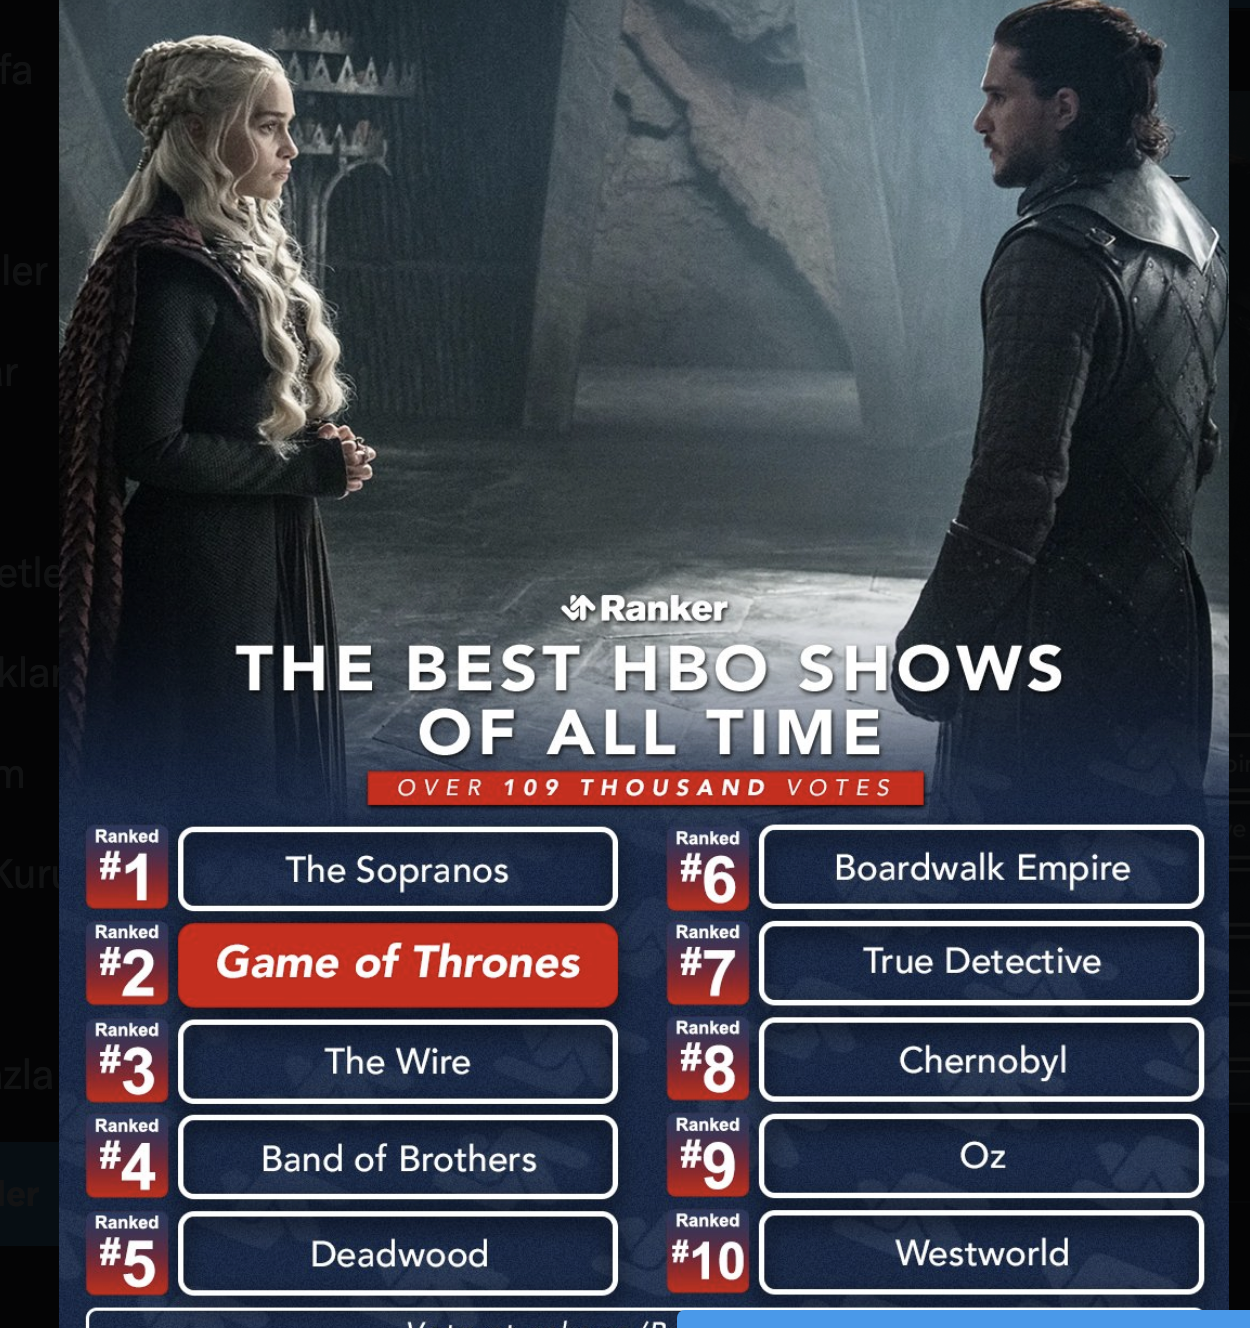 Ranker
THE BEST HBO SHOWS
OF ALL TIME
OVER 109 THOUSAND VOTES
Ranked
#1
The Sopranos
Ranked
#2
Game of Thrones
Ranked
#3
The Wire
Ranked
#4
Band of Brothers
Ranked
#5
Deadwood
Ranked
#6
Boardwalk Empire
Ranked
#7
True Detective
Ranked
#8
Chernobyl
Ranked
#9
Oz
Ranked
#10
Westworld